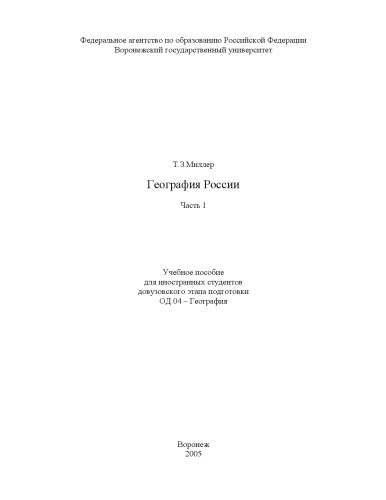 Федеральное агентство по образованию Российской Федерации
Воронежский государственный университет
Т.З.Миллер
География России
Часть 1
Учебное пособие
для иностранных студентов
довузовского этапа подготовки
ОД.04 – География
Воронеж
2005